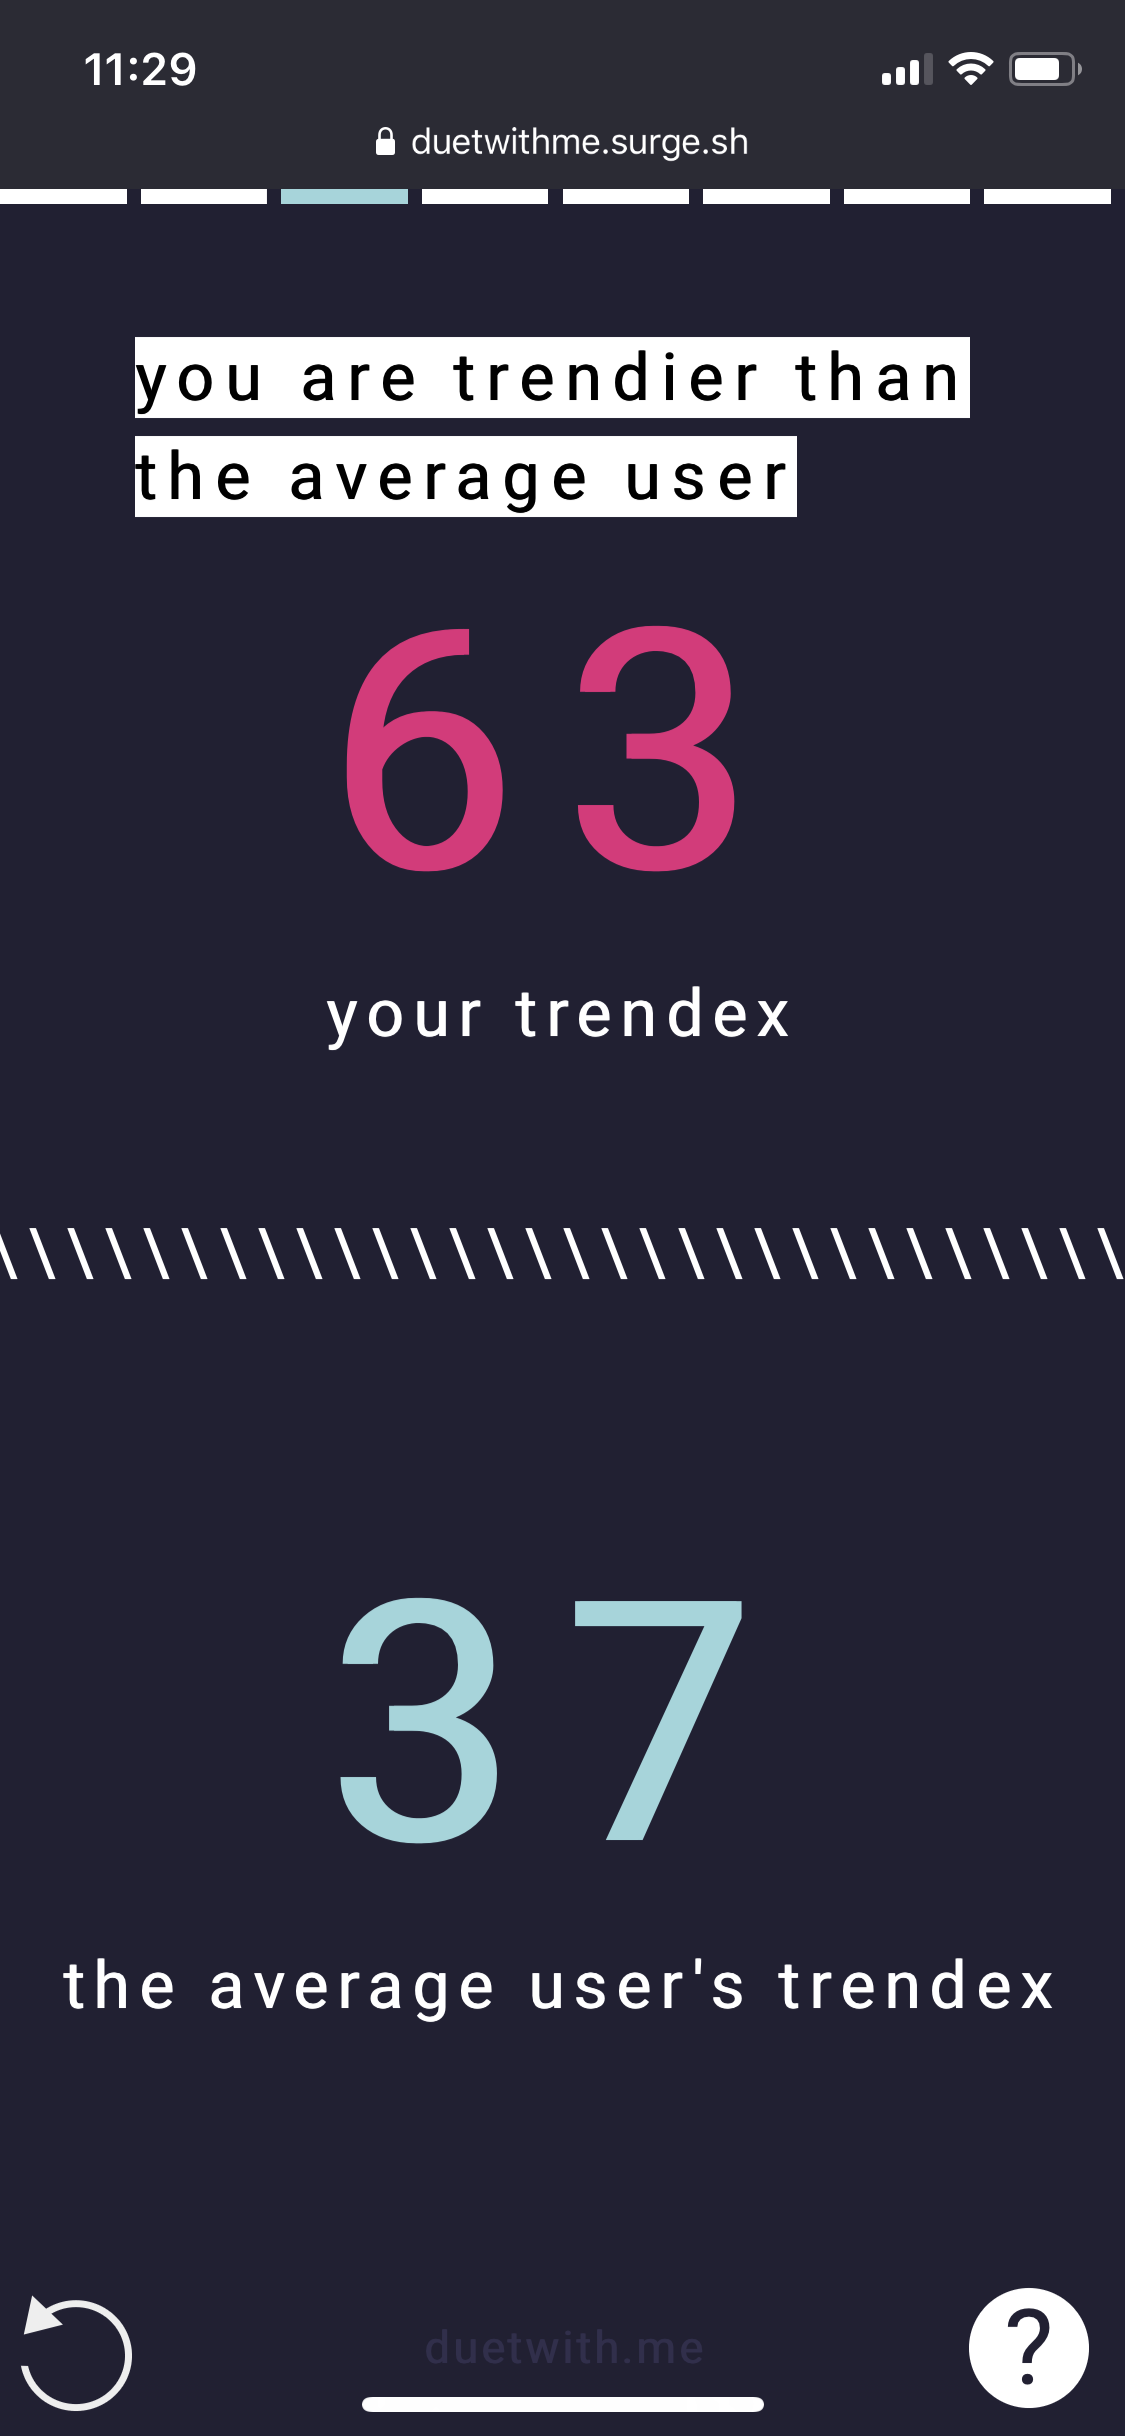 11:29
duetwithme.surge.sh
you are trendier than
the average user
63
your trendex
\\\\\\\\\\\\\\\\\\\\\\\\\\\\\\
37
the average user's trendex
duetwith.me
?